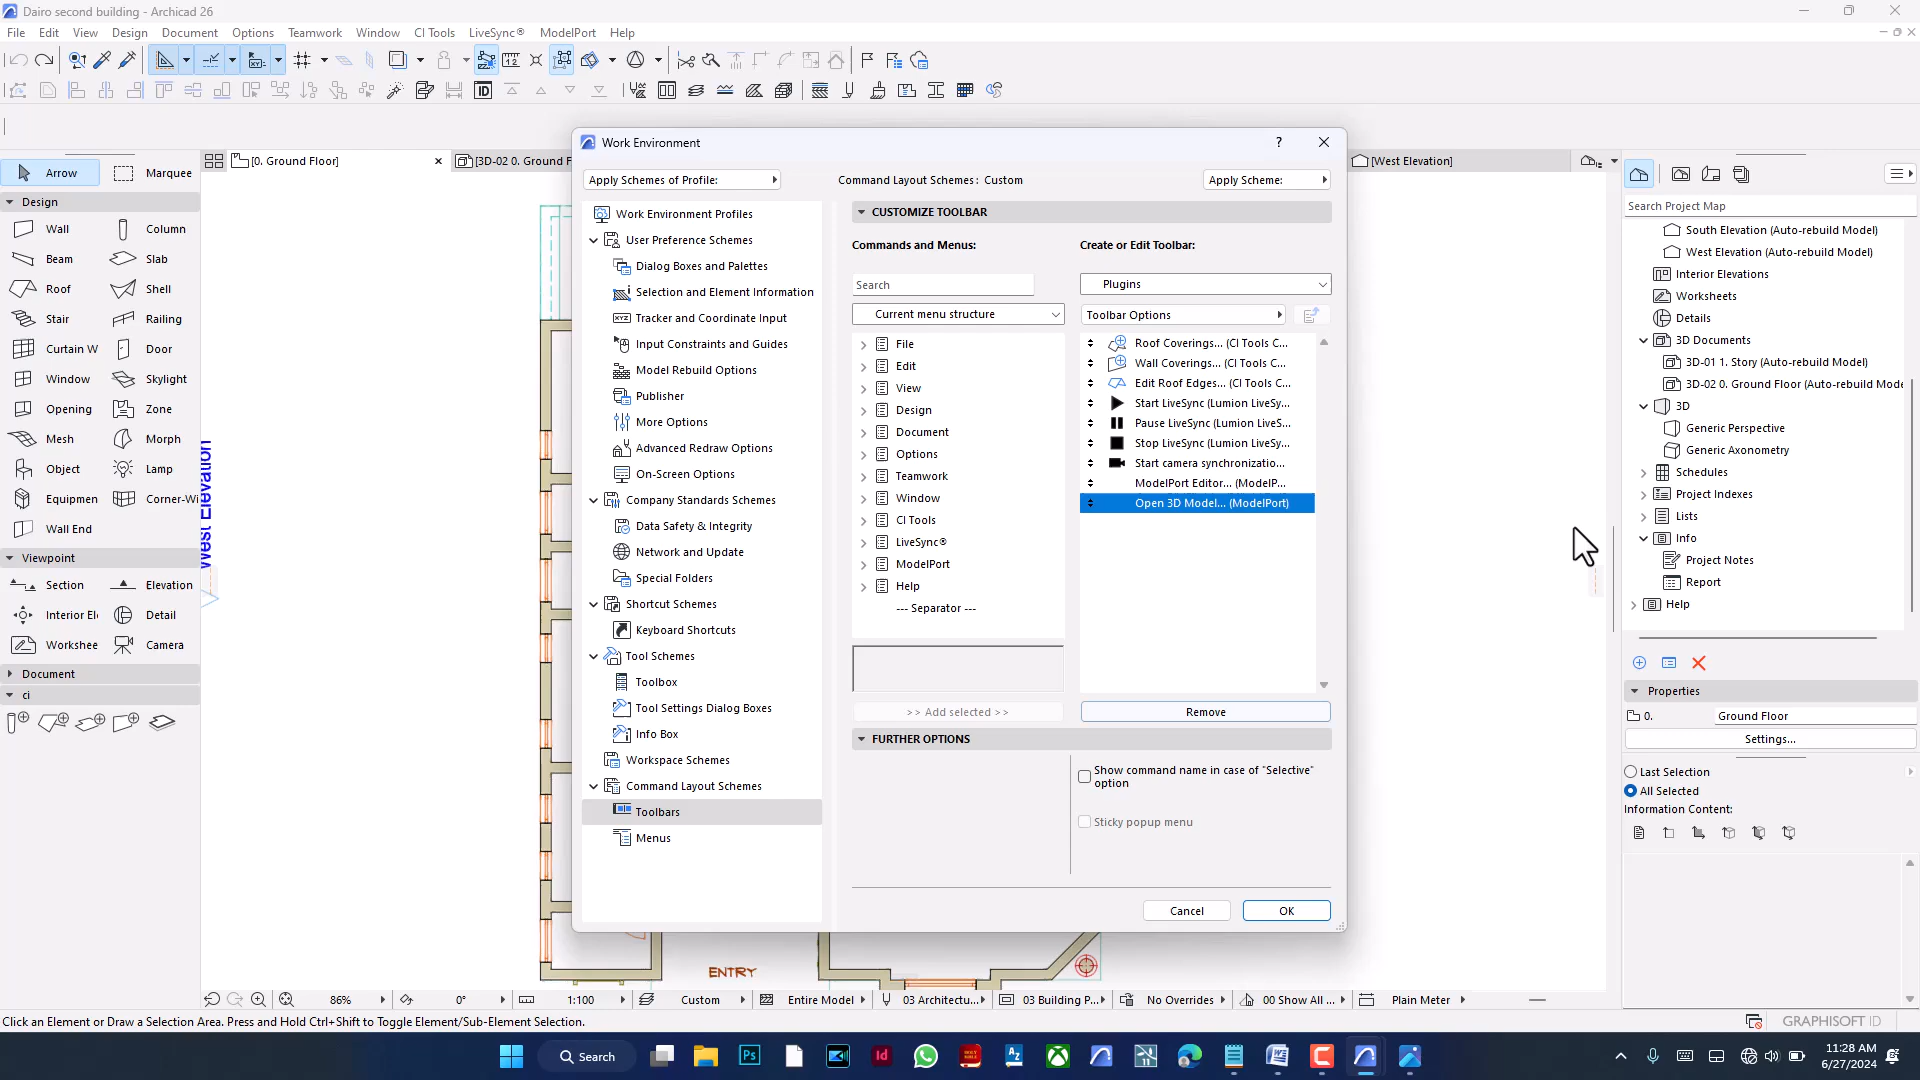 Dairo second building - Archicad 26
File Edit View Design Document Options Teamwork Window CI Tools LiveSync® ModelPort Help
Arrow Marquee
[0. Ground Floor]
[3D-02 0. Ground F
[West Elevation]
Design
Wall Column
Beam Slab
Roof Shell
Stair Railing
Curtain W Door
Window Skylight
Opening Zone
Mesh Morph
Object Lamp
Equipmen Corner-Wi
Wall End
Viewpoint
Section Elevation
Interior El Detail
Workshee Camera
Document
ci
West Elevation
ENTRY
Work Environment
?
Apply Schemes of Profile:
Command Layout Schemes: Custom
Apply Scheme:
Work Environment Profiles
User Preference Schemes
Dialog Boxes and Palettes
Selection and Element Information
XYZ Tracker and Coordinate Input
Input Constraints and Guides
Model Rebuild Options
Publisher
More Options
Advanced Redraw Options
On-Screen Options
Company Standards Schemes
Data Safety & Integrity
Network and Update
Special Folders
Shortcut Schemes
Keyboard Shortcuts
Tool Schemes
Toolbox
Tool Settings Dialog Boxes
Info Box
Workspace Schemes
Command Layout Schemes
Toolbars
Menus
CUSTOMIZE TOOLBAR
Commands and Menus:
Search
Current menu structure
File
Edit
View
Design
Document
Options
Teamwork
Window
CI Tools
LiveSync®
ModelPort
Help
--- Separator ---
>> Add selected >>
Create or Edit Toolbar:
Plugins
Toolbar Options
Roof Coverings... (CI Tools C...
Wall Coverings... (CI Tools C...
Edit Roof Edges... (CI Tools C...
Start LiveSync (Lumion LiveSy...
Pause LiveSync (Lumion LiveS...
Stop LiveSync (Lumion LiveSy...
Start camera synchronizatio...
ModelPort Editor... (ModelP...
Open 3D Model... (ModelPort)
Remove
FURTHER OPTIONS
Show command name in case of "Selective"
option
Sticky popup menu
Cancel OK
Search Project Map
South Elevation (Auto-rebuild Model)
West Elevation (Auto-rebuild Model)
Interior Elevations
Worksheets
Details
3D Documents
3D-01 1. Story (Auto-rebuild Model)
3D-02 0. Ground Floor (Auto-rebuild Mode
3D
Generic Perspective
Generic Axonometry
Schedules
Project Indexes
Lists
Info
Project Notes
Report
Help
Properties
0. Ground Floor
Settings...
Last Selection
All Selected
Information Content:
86% 0° 1:100 Custom Entire Model 03 Architectu... 03 Building P... No Overrides 00 Show All ... Plain Meter
Click an Element or Draw a Selection Area. Press and Hold Ctrl+Shift to Toggle Element/Sub-Element Selection.
GRAPHISOFT ID
Search
Ps
Id
11:28 AM
6/27/2024